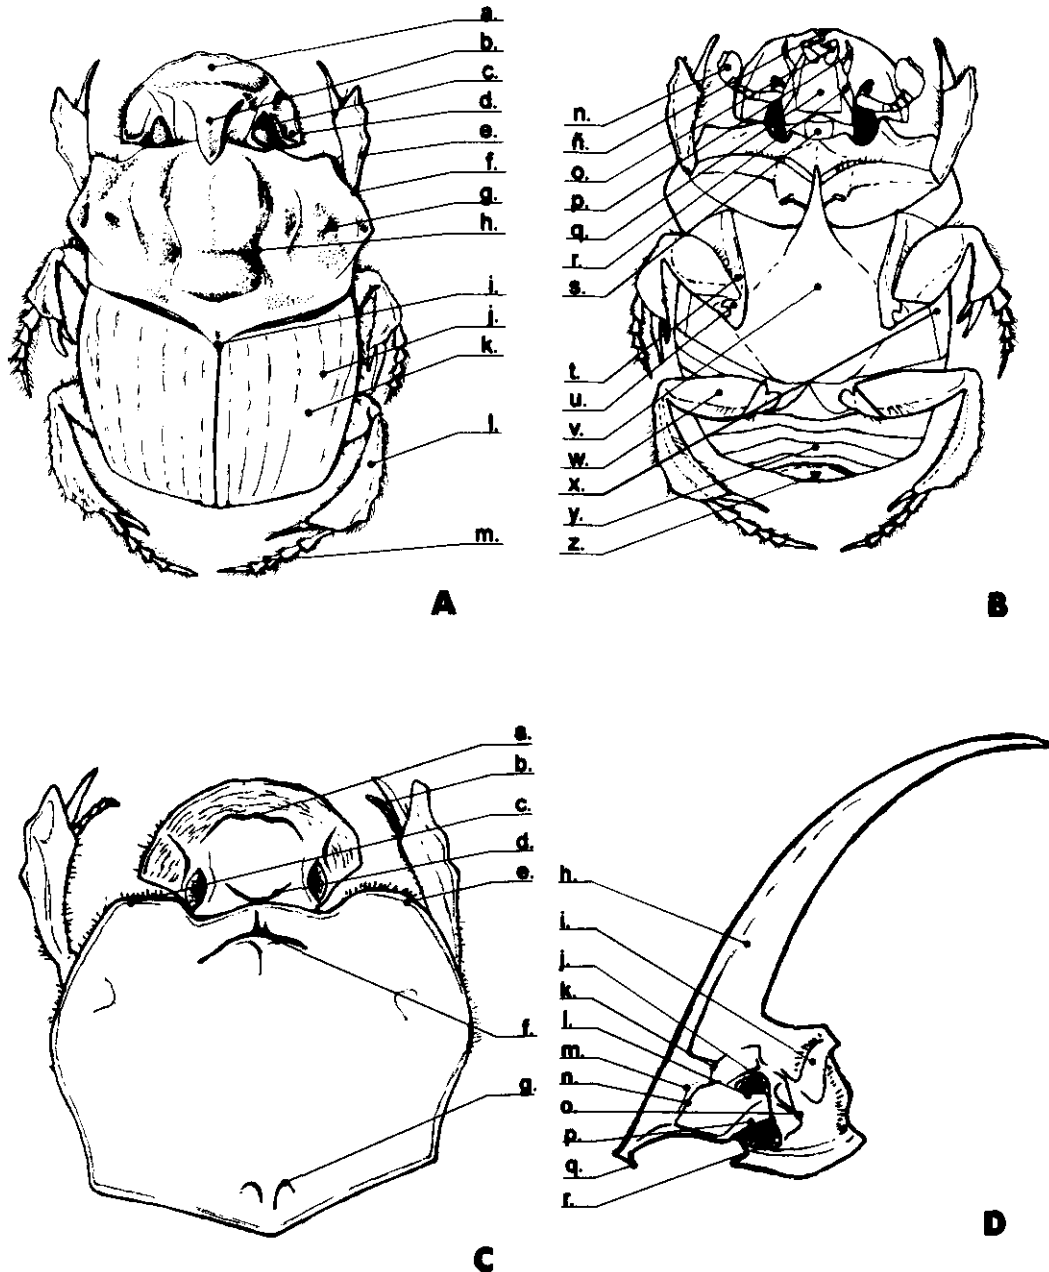 a.
b.
c.
d.
e.
f.
g.
h.
i.
j.
k.
l.
m.
A
n.
ñ.
o.
p.
q.
r.
s.
t.
u.
v.
w.
x.
y.
z.
B
a.
b.
c.
d.
e.
f.
g.
C
h.
i.
j.
k.
l.
m.
n.
o.
p.
q.
r.
D